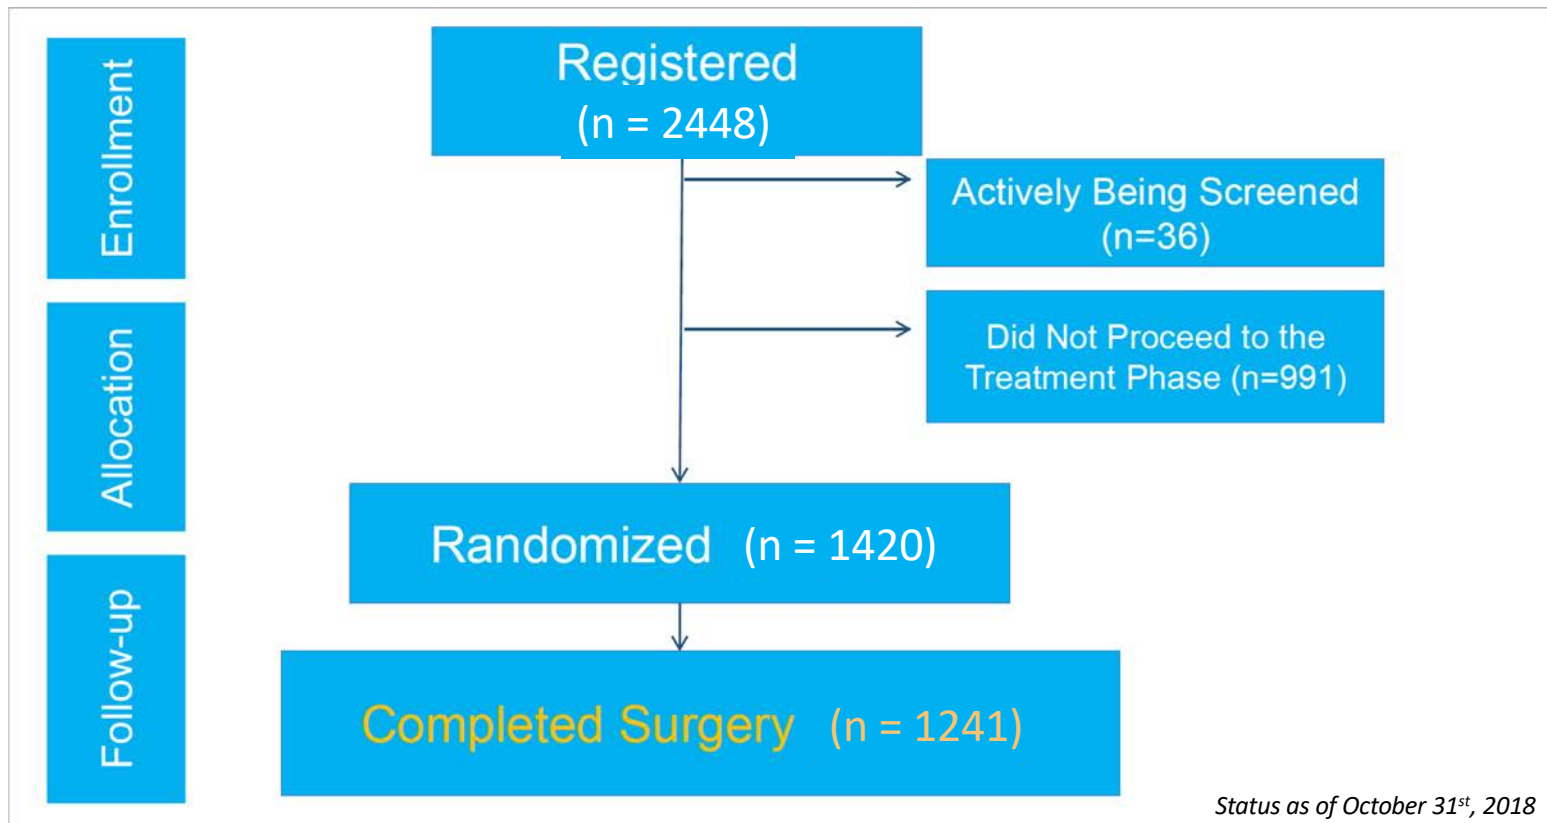 Enrollment
Registered
(n = 2448)
Actively Being Screened
(n=36)
Allocation
Did Not Proceed to the
Treatment Phase (n=991)
Randomized (n = 1420)
Follow-up
Completed Surgery (n = 1241)
Status as of October 31st, 2018